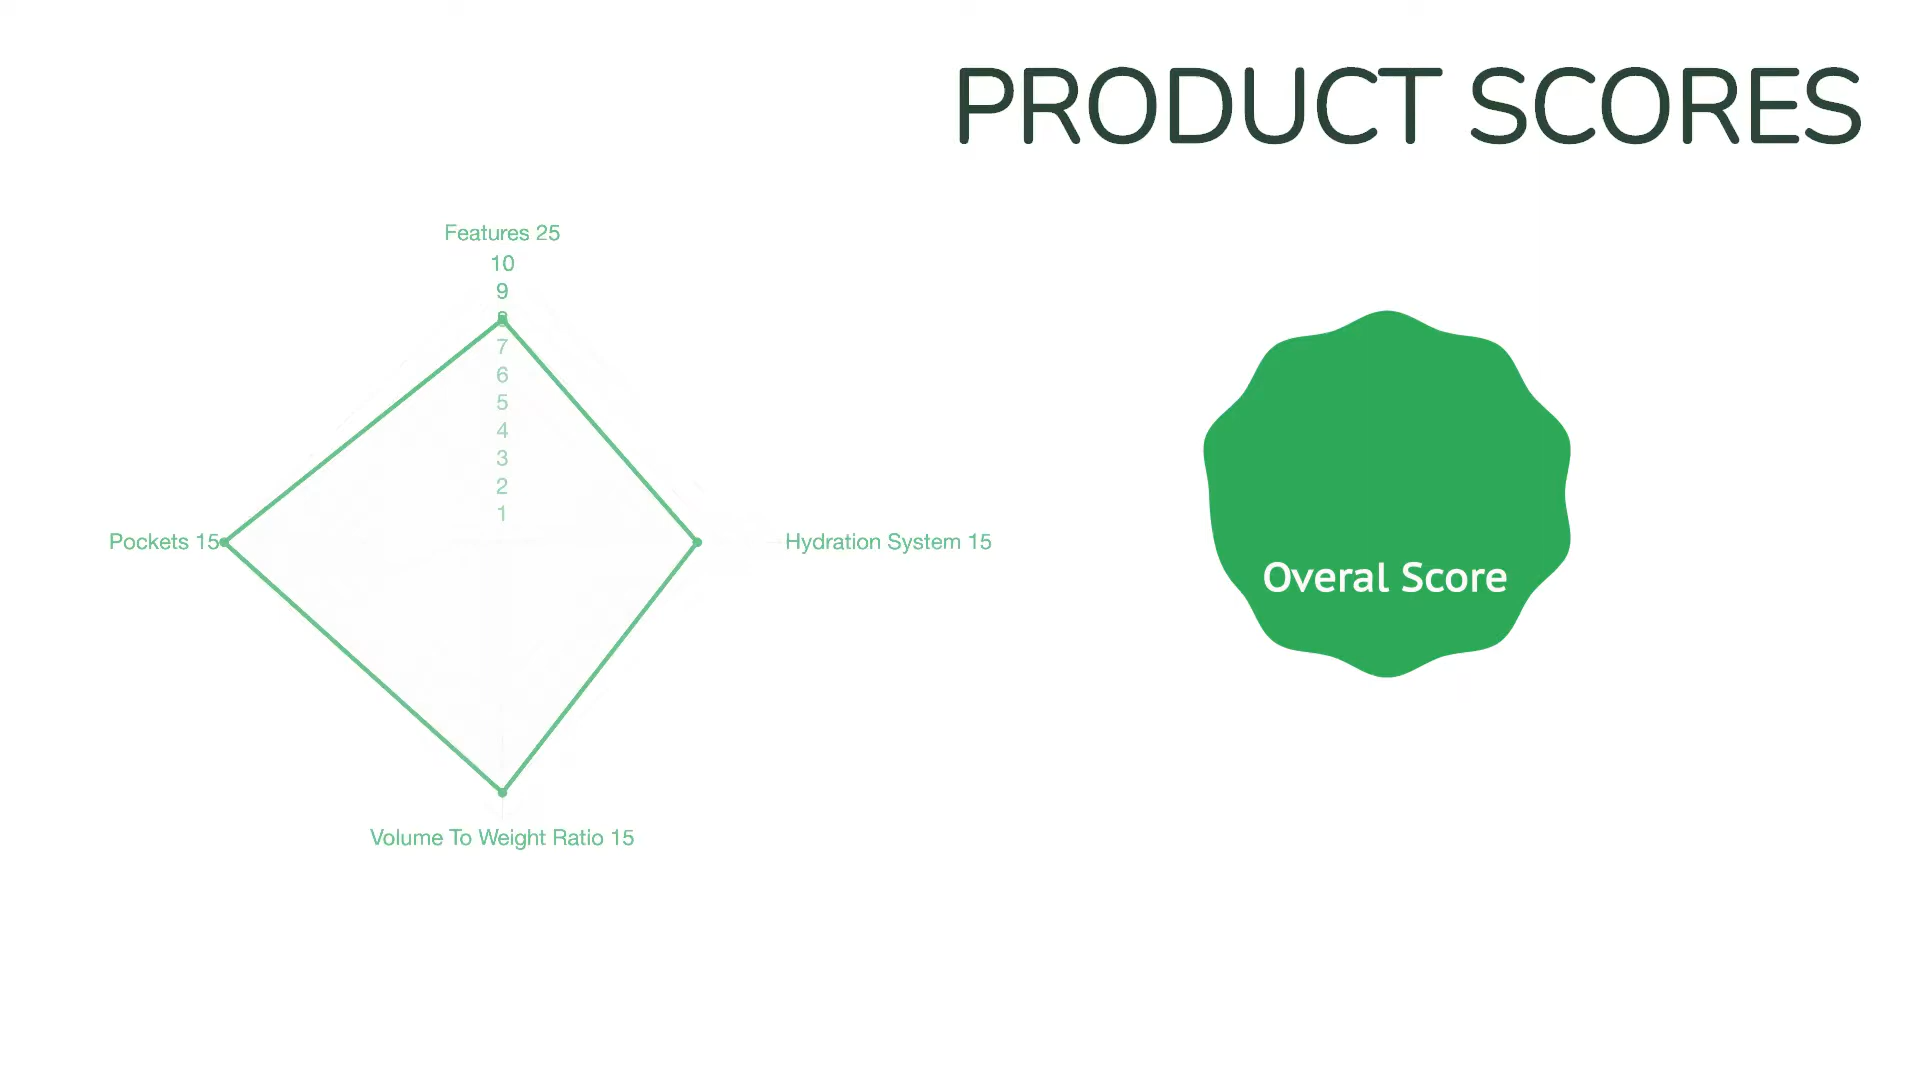 PRODUCT SCORES
Features 25
10
9
8
7
6
5
4
3
2
1
Pockets 15
Hydration System 15
Volume To Weight Ratio 15
Overal Score